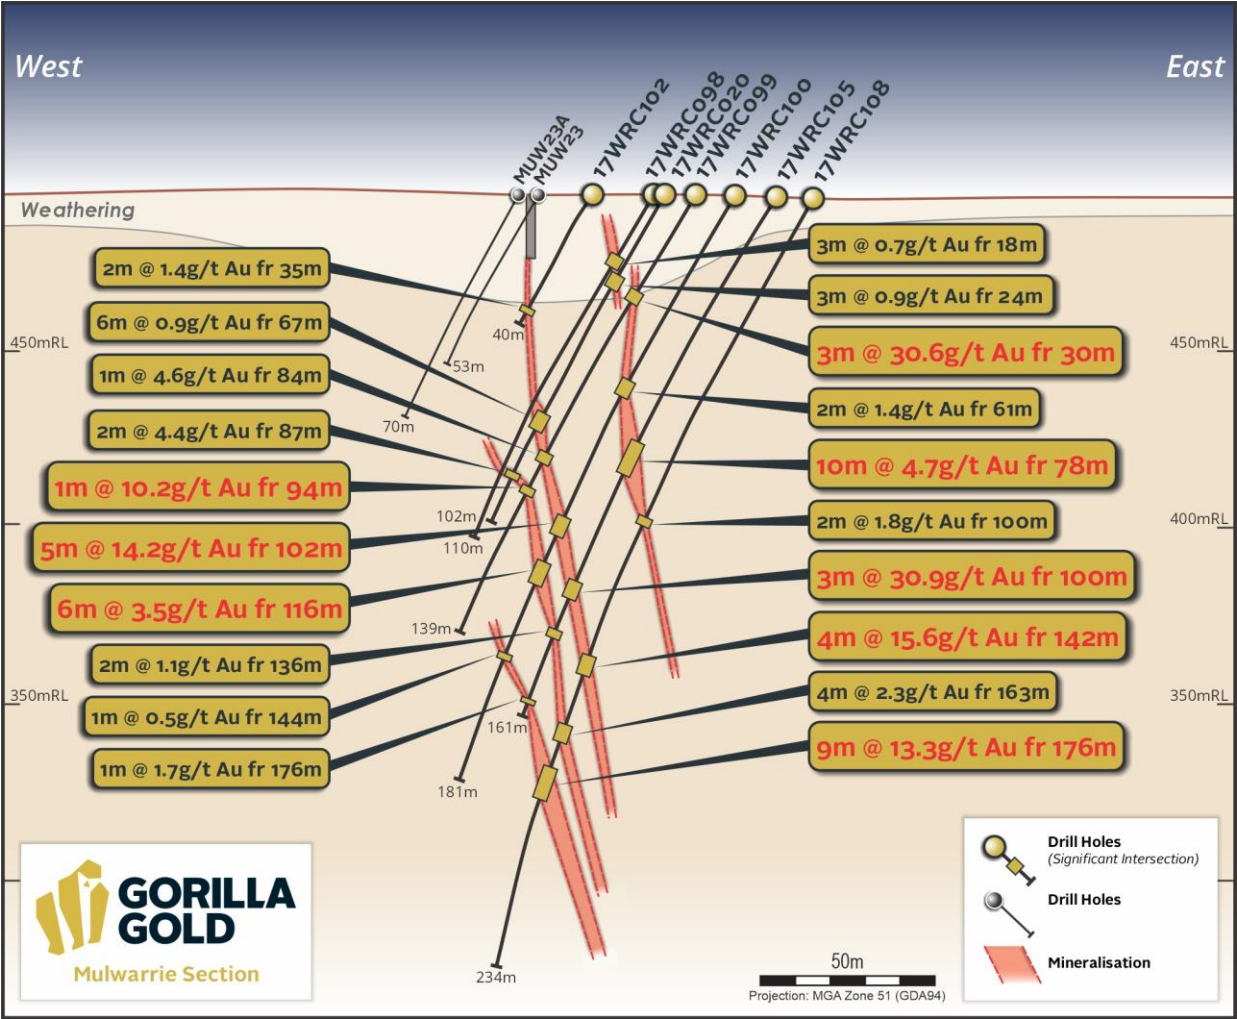 West
East
MUW23A
MUW23
17WRC102
17WRC098
17WRC020
17WRC099
17WRC100
17WRC105
17WRC108
Weathering
2m @ 1.4g/t Au fr 35m
6m @ 0.9g/t Au fr 67m
1m @ 4.6g/t Au fr 84m
2m @ 4.4g/t Au fr 87m
1m @ 10.2g/t Au fr 94m
5m @ 14.2g/t Au fr 102m
6m @ 3.5g/t Au fr 116m
2m @ 1.1g/t Au fr 136m
1m @ 0.5g/t Au fr 144m
1m @ 1.7g/t Au fr 176m
3m @ 0.7g/t Au fr 18m
3m @ 0.9g/t Au fr 24m
3m @ 30.6g/t Au fr 30m
2m @ 1.4g/t Au fr 61m
10m @ 4.7g/t Au fr 78m
2m @ 1.8g/t Au fr 100m
3m @ 30.9g/t Au fr 100m
4m @ 15.6g/t Au fr 142m
4m @ 2.3g/t Au fr 163m
9m @ 13.3g/t Au fr 176m
450mRL
350mRL
450mRL
400mRL
350mRL
40m
53m
70m
102m
110m
139m
161m
181m
234m
GORILLA
GOLD
Mulwarrie Section
50m
Projection: MGA Zone 51 (GDA94)
Drill Holes
(Significant Intersection)
Drill Holes
Mineralisation